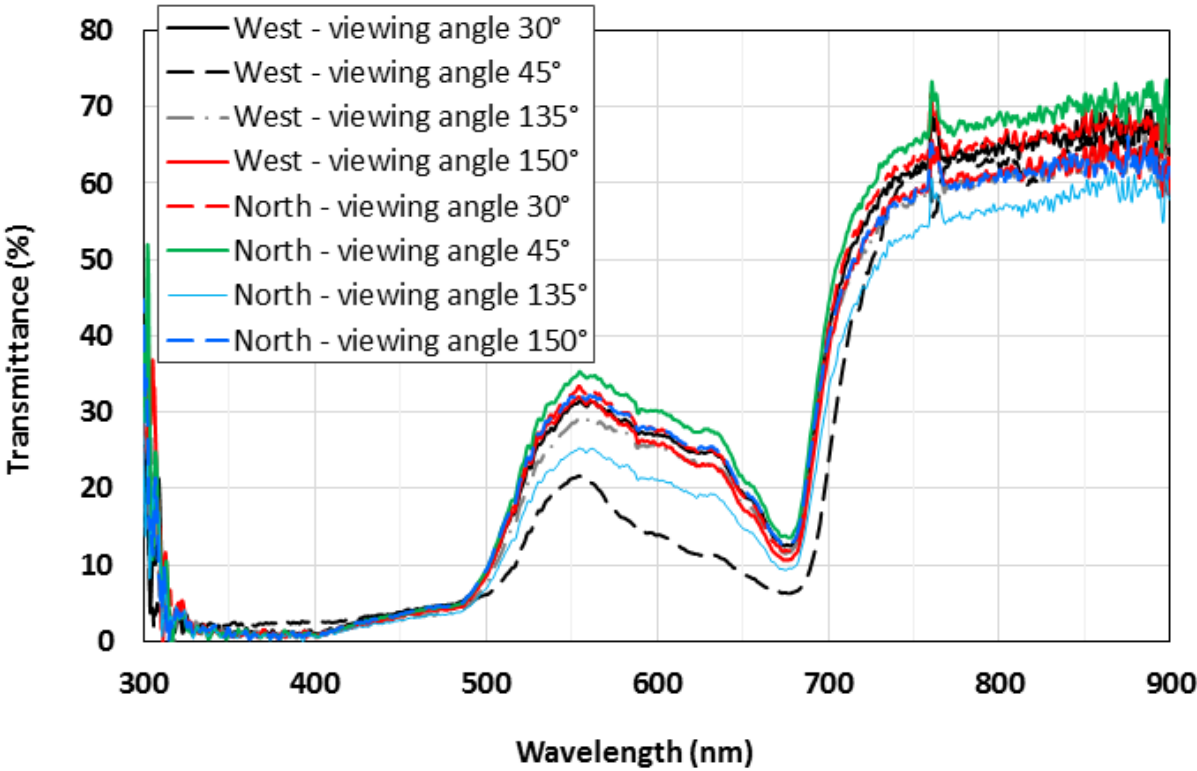 West - viewing angle 30°
West - viewing angle 45°
West - viewing angle 135°
West - viewing angle 150°
North - viewing angle 30°
North - viewing angle 45°
North - viewing angle 135°
North - viewing angle 150°
80
70
60
50
40
30
20
10
0
Transmittance (%)
300 400 500 600 700 800 900
Wavelength (nm)